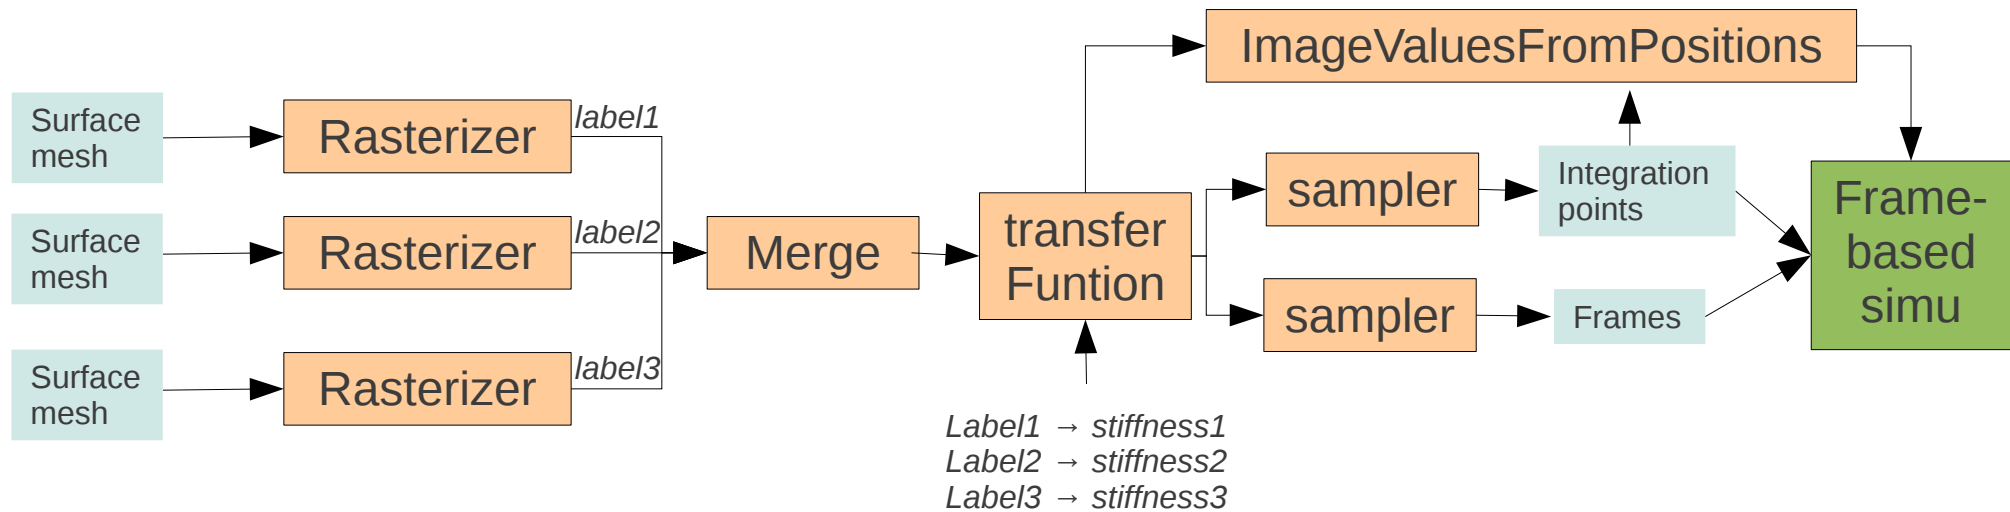 ImageValuesFromPositions
Surface
mesh
Rasterizer
label1
Surface
mesh
Rasterizer
label2
Surface
mesh
Rasterizer
label3
Merge
transfer
Funtion
Label1 → stiffness1
Label2 → stiffness2
Label3 → stiffness3
sampler
Integration
points
sampler
Frames
Frame-
based
simu